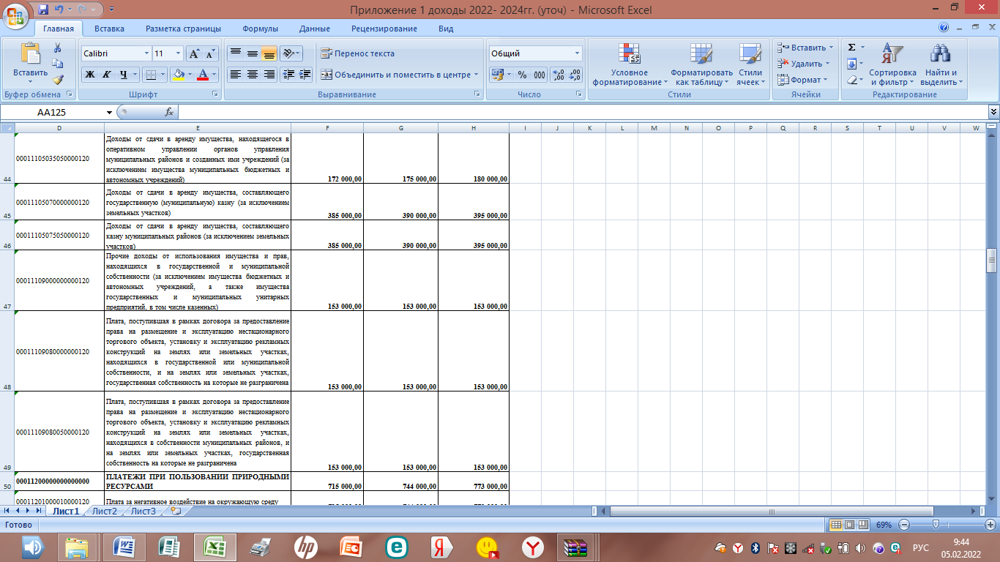 Приложение 1 доходы 2022- 2024гг. (уточ) - Microsoft Excel
Главная Вставка Разметка страницы Формулы Данные Рецензирование Вид
Вставить
Буфер обмена
Calibri 11
Ж К Ч А
Шрифт
Перенос текста
Объединить и поместить в центре
Выравнивание
Общий
% 000
Число
Условное форматирование
Форматировать как таблицу
Стили ячеек
Стили
Вставить
Удалить
Формат
Ячейки
Σ
Сортировка и фильтр
Найти и выделить
Редактирование
AA125 fx
D E F G H I J K L M N O P Q R S T U V W
00011105035050000120
Доходы от сдачи в аренду имущества, находящегося в
оперативном управлении органов управления
муниципальных районов и созданных ими учреждений (за
исключением имущества муниципальных бюджетных и
автономных учреждений)
44 172 000,00 175 000,00 180 000,00
00011105070000000120
Доходы от сдачи в аренду имущества, составляющего
государственную (муниципальную) казну (за исключением
земельных участков)
45 385 000,00 390 000,00 395 000,00
00011105075050000120
Доходы от сдачи в аренду имущества, составляющего
казну муниципальных районов (за исключением земельных
участков)
46 385 000,00 390 000,00 395 000,00
00011109000000000120
Прочие доходы от использования имущества и прав,
находящихся в государственной и муниципальной
собственности (за исключением имущества бюджетных и
автономных учреждений, а также имущества
государственных и муниципальных унитарных
предприятий, в том числе казенных)
47 153 000,00 153 000,00 153 000,00
00011109080000000120
Плата, поступившая в рамках договора за предоставление
права на размещение и эксплуатацию нестационарного
торгового объекта, установку и эксплуатацию рекламных
конструкций на землях или земельных участках,
находящихся в государственной или муниципальной
собственности, и на землях или земельных участках,
государственная собственность на которые не разграничена
48 153 000,00 153 000,00 153 000,00
00011109080050000120
Плата, поступившая в рамках договора за предоставление
права на размещение и эксплуатацию нестационарного
торгового объекта, установку и эксплуатацию рекламных
конструкций на землях или земельных участках,
находящихся в собственности муниципальных районов, и
на землях или земельных участках, государственная
собственность на которые не разграничена
49 153 000,00 153 000,00 153 000,00
00011200000000000000
ПЛАТЕЖИ ПРИ ПОЛЬЗОВАНИИ ПРИРОДНЫМИ
РЕСУРСАМИ
50 715 000,00 744 000,00 773 000,00
00011201000010000120 Плата за негативное воздействие на окружающую среду
Лист1 Лист2 Лист3
Готово 69%
РУС
9:44
05.02.2022